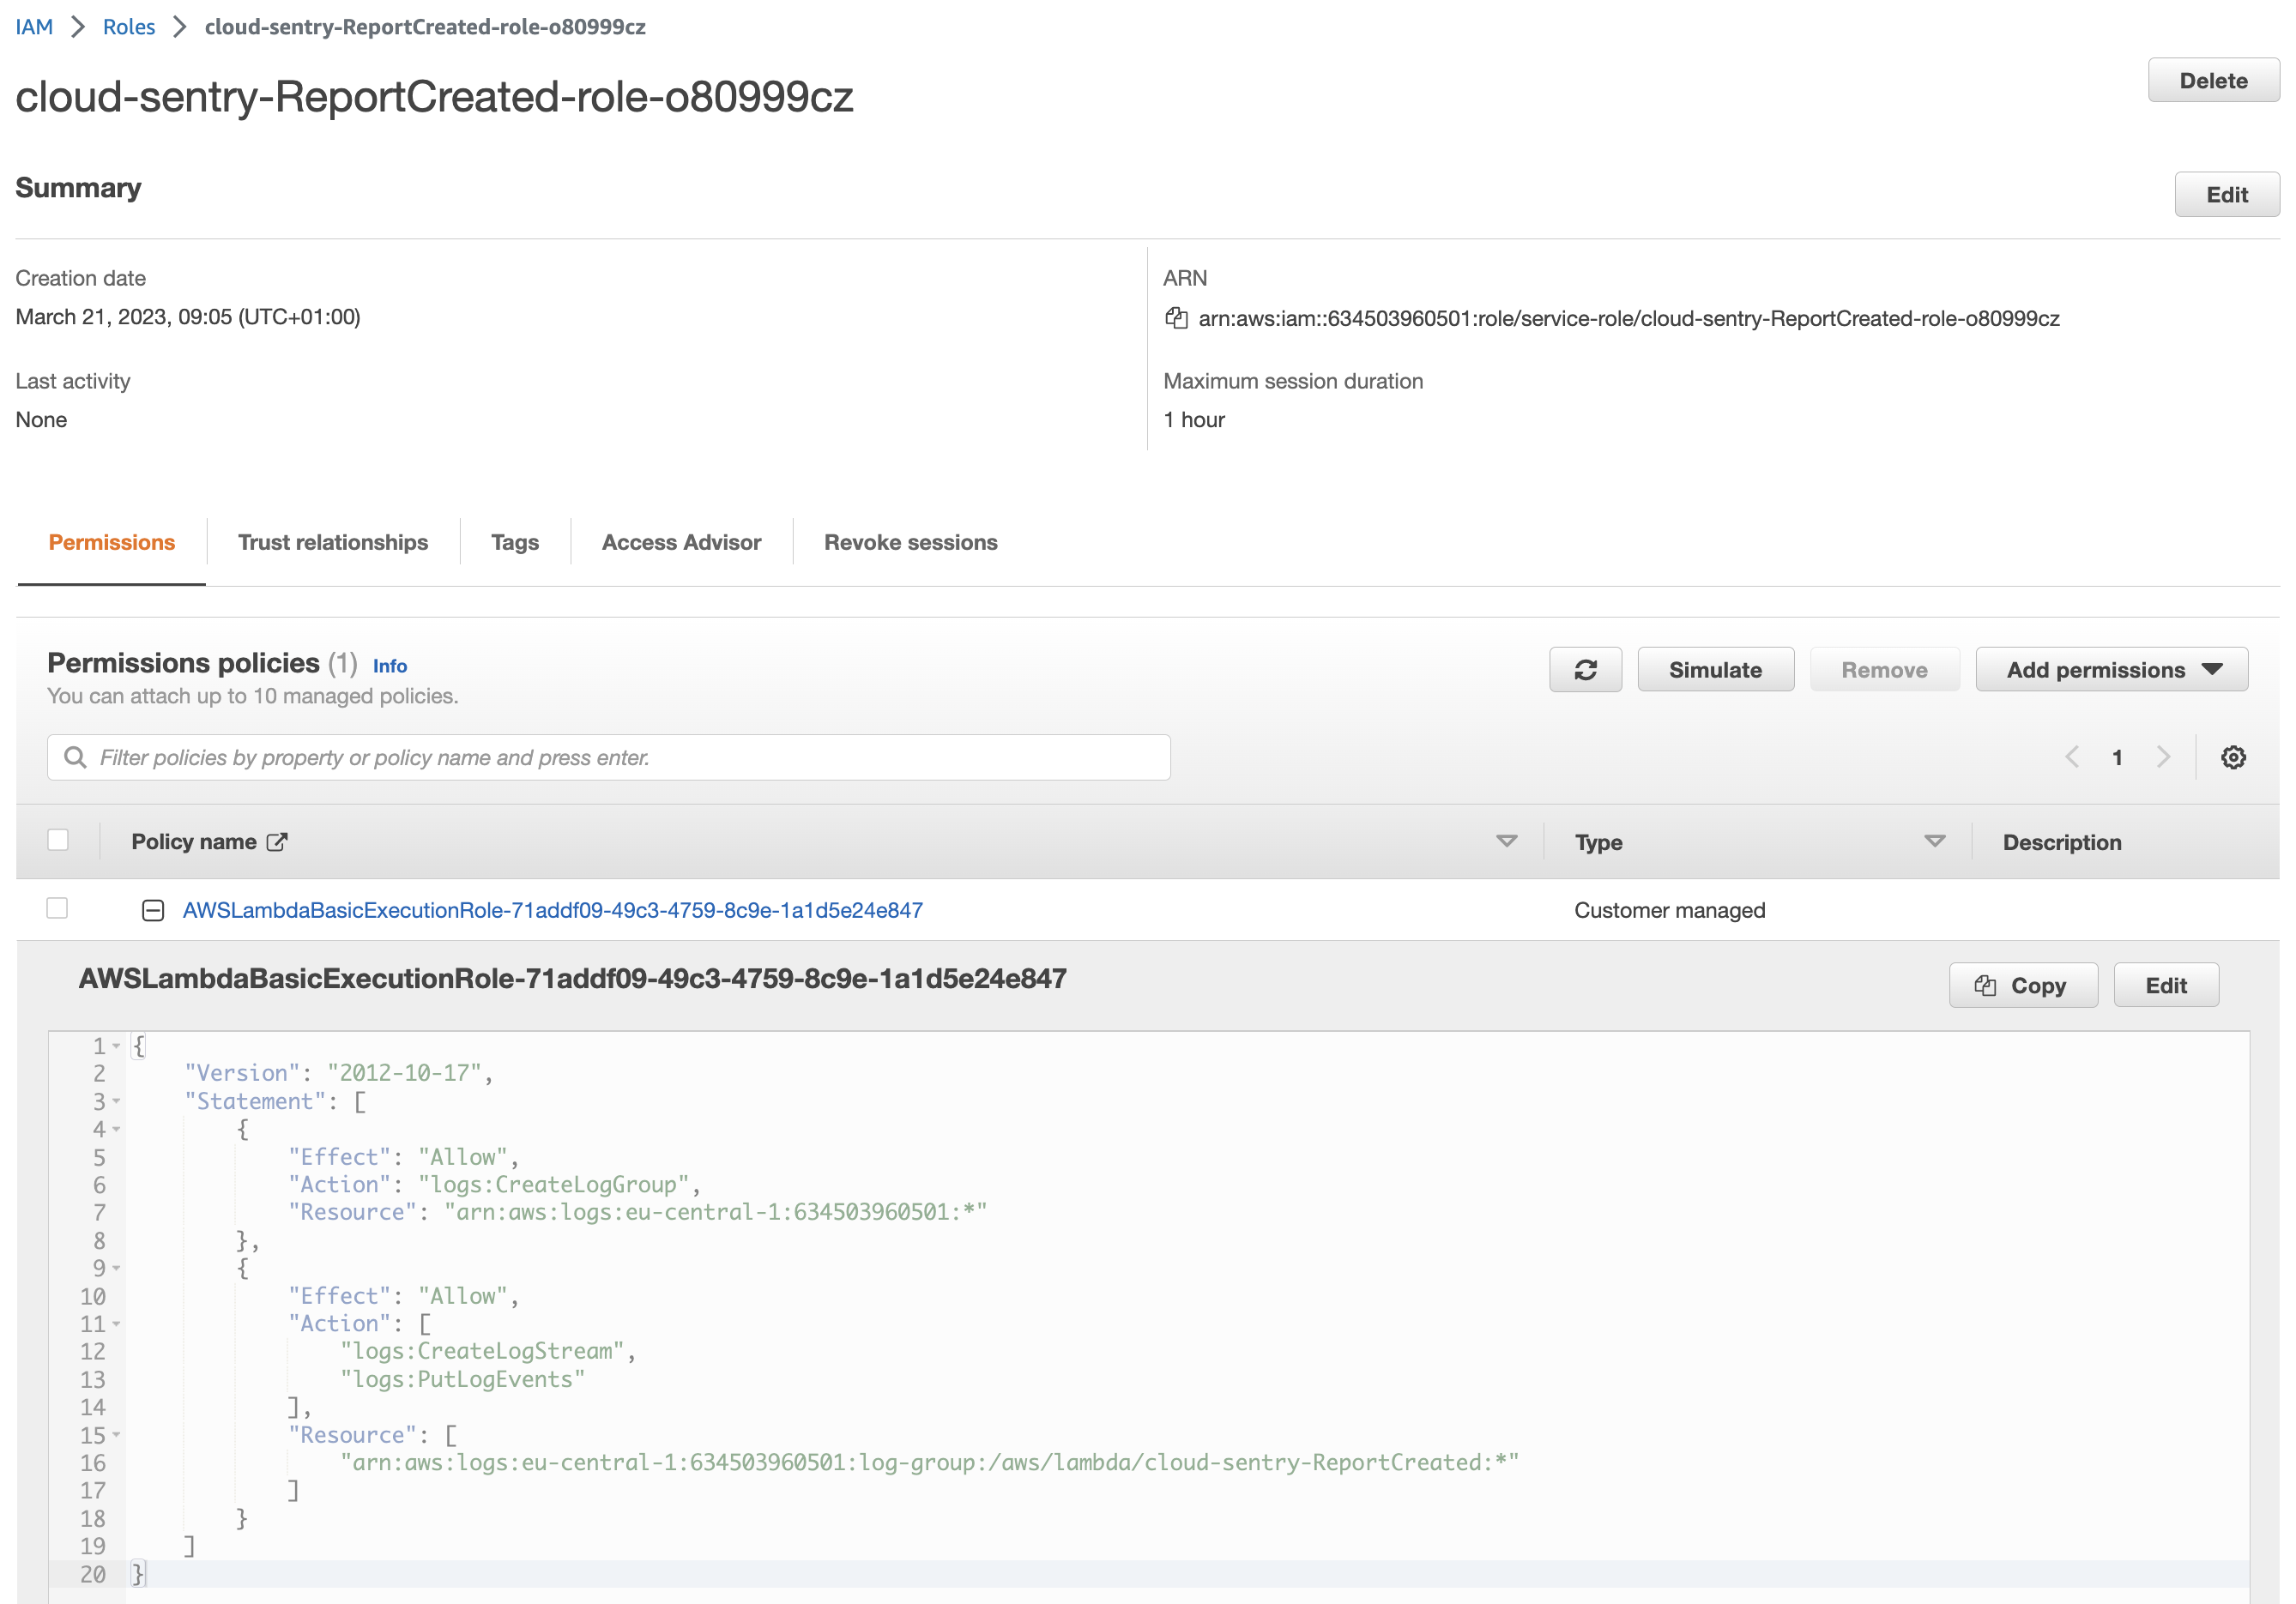 IAM > Roles > cloud-sentry-ReportCreated-role-o80999cz
cloud-sentry-ReportCreated-role-o80999cz
Delete
Summary
Edit
Creation date
March 21, 2023, 09:05 (UTC+01:00)
ARN
arn:aws:iam::634503960501:role/service-role/cloud-sentry-ReportCreated-role-o80999cz
Last activity
None
Maximum session duration
1 hour
Permissions
Trust relationships
Tags
Access Advisor
Revoke sessions
Permissions policies (1) Info
You can attach up to 10 managed policies.
Simulate
Remove
Add permissions
Filter policies by property or policy name and press enter.
1
Policy name
Type
Description
AWSLambdaBasicExecutionRole-71addf09-49c3-4759-8c9e-1a1d5e24e847
Customer managed
AWSLambdaBasicExecutionRole-71addf09-49c3-4759-8c9e-1a1d5e24e847
Copy
Edit
1 {
2 "Version": "2012-10-17",
3 "Statement": [
4 {
5 "Effect": "Allow",
6 "Action": "logs:CreateLogGroup",
7 "Resource": "arn:aws:logs:eu-central-1:634503960501:*"
8 },
9 {
10 "Effect": "Allow",
11 "Action": [
12 "logs:CreateLogStream",
13 "logs:PutLogEvents"
14 ],
15 "Resource": [
16 "arn:aws:logs:eu-central-1:634503960501:log-group:/aws/lambda/cloud-sentry-ReportCreated:*"
17 ]
18 }
19 ]
20 }